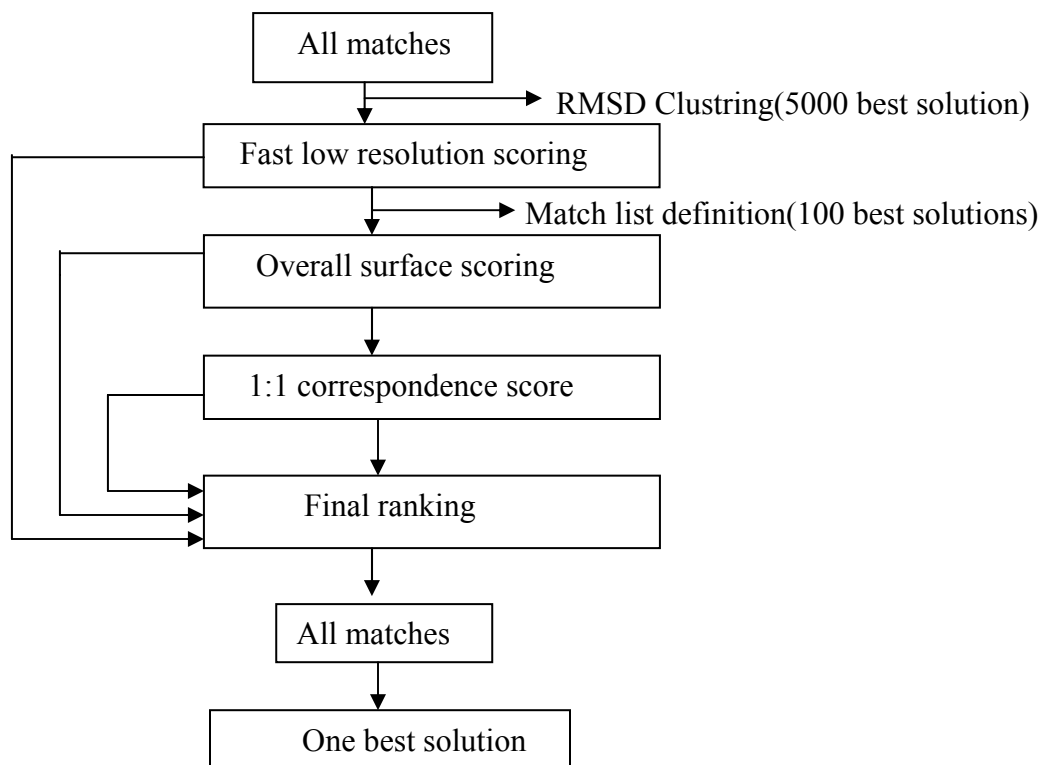 All matches
RMSD Clustring(5000 best solution)
Fast low resolution scoring
Match list definition(100 best solutions)
Overall surface scoring
1:1 correspondence score
Final ranking
All matches
One best solution